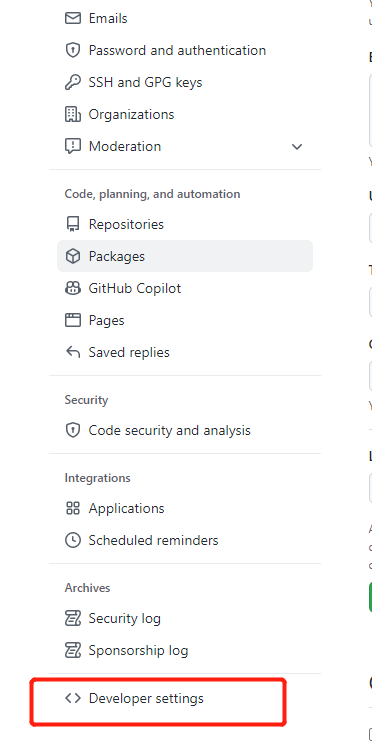 Emails
Password and authentication
SSH and GPG keys
Organizations
Moderation
Code, planning, and automation
Repositories
Packages
GitHub Copilot
Pages
Saved replies
Security
Code security and analysis
Integrations
Applications
Scheduled reminders
Archives
Security log
Sponsorship log
Developer settings